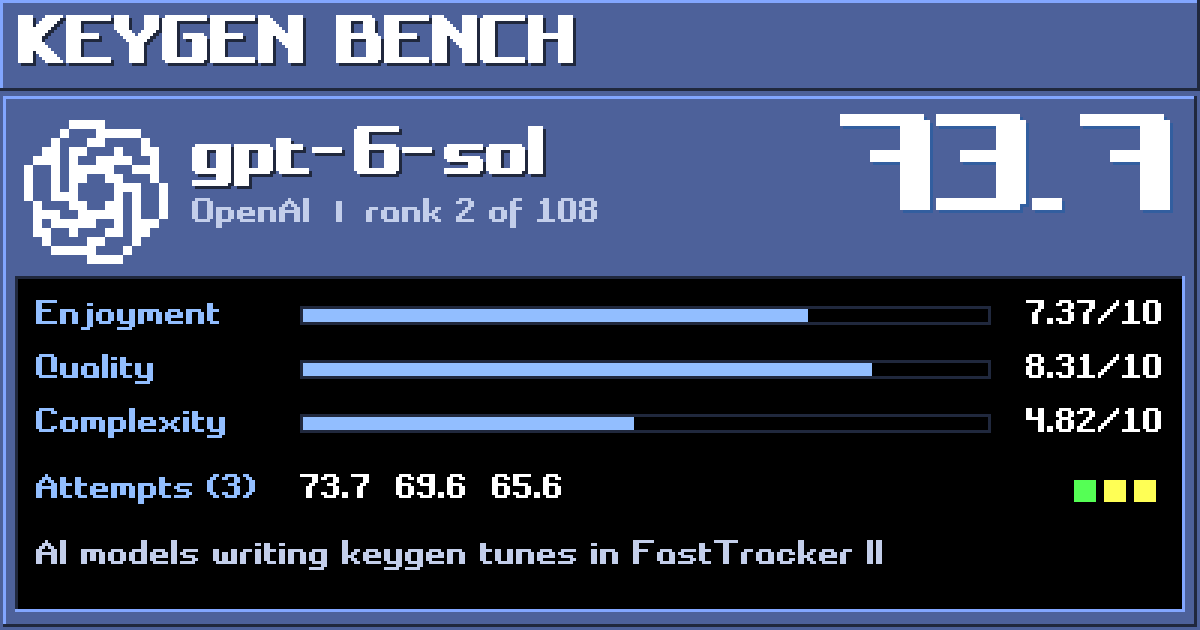 KEYGEN BENCH
gpt-6-sol
73.7
OpenAI | rank 2 of 108
Enjoyment 7.37/10
Quality 8.31/10
Complexity 4.82/10
Attempts (3) 73.7 69.6 65.6
AI models writing keygen tunes in FastTracker II